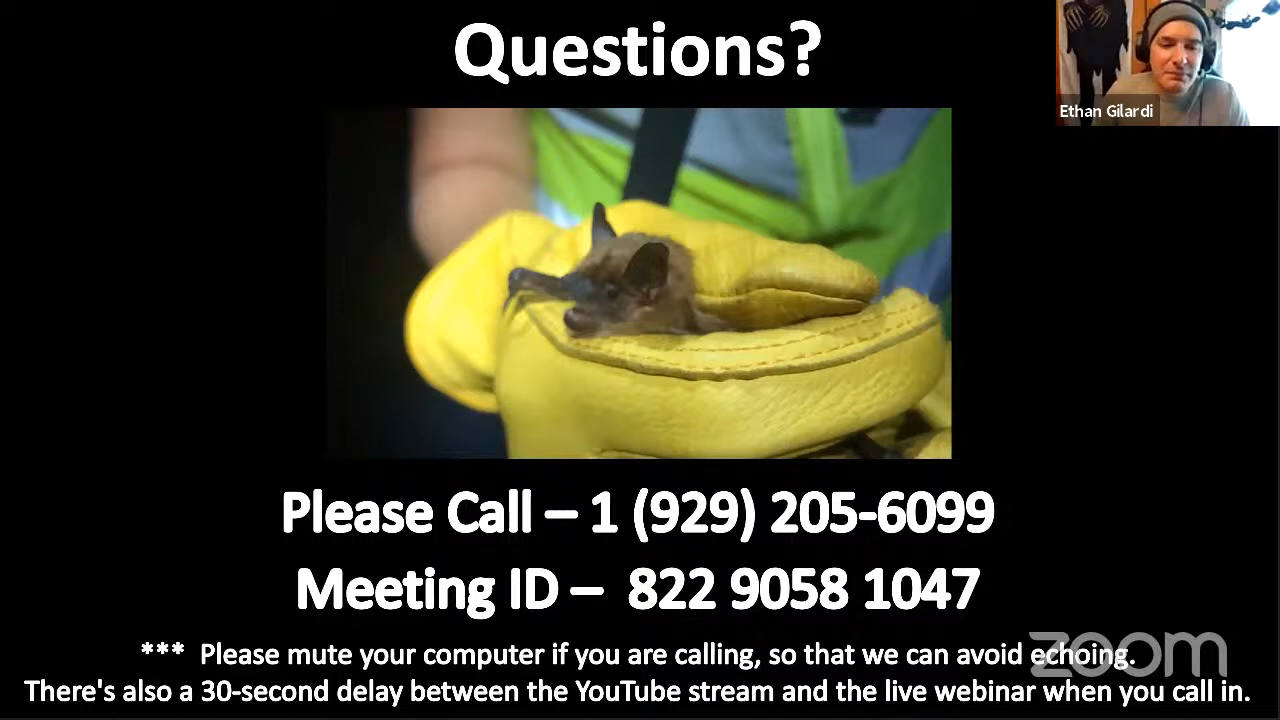 Questions?
Ethan Gilardi
Please Call – 1 (929) 205-6099
Meeting ID – 822 9058 1047
*** Please mute your computer if you are calling, so that we can avoid echoing.
zoom
There's also a 30-second delay between the YouTube stream and the live webinar when you call in.